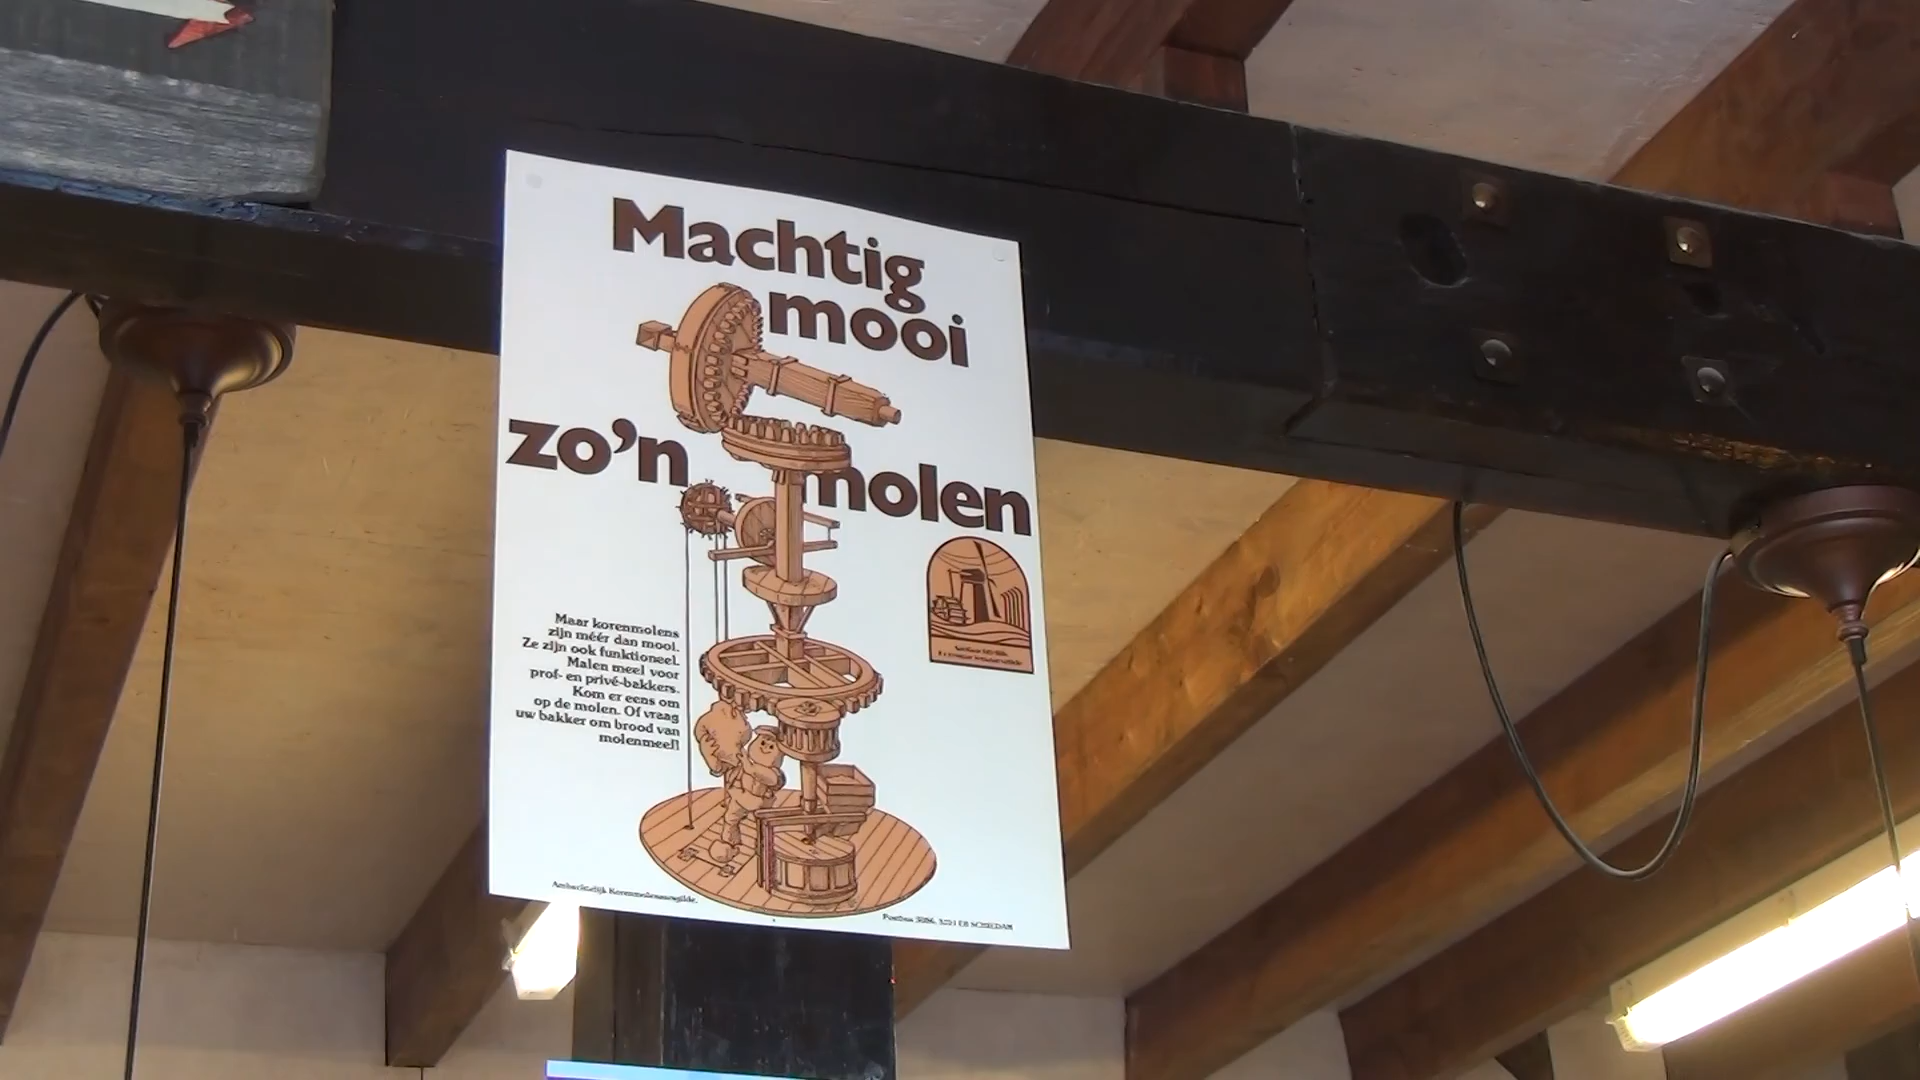 Machtig
mooi
zo'n molen
Maar korenmolens
zijn méér dan mooi.
Ze zijn ook funktioneel.
Malen meel voor
prof- en privé-bakkers.
Kom er eens om
op de molen. Of vraag
uw bakker om brood van
molenmeel!
Ambachtelijk Korenmolenaarsgilde.